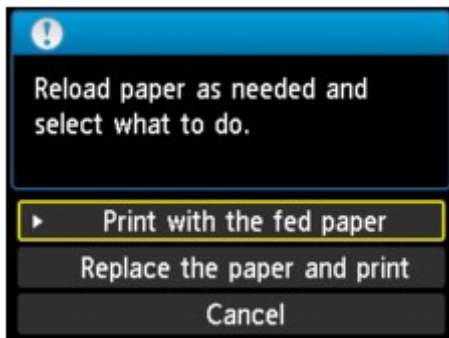 Reload paper as needed and
select what to do.
Print with the fed paper
Replace the paper and print
Cancel